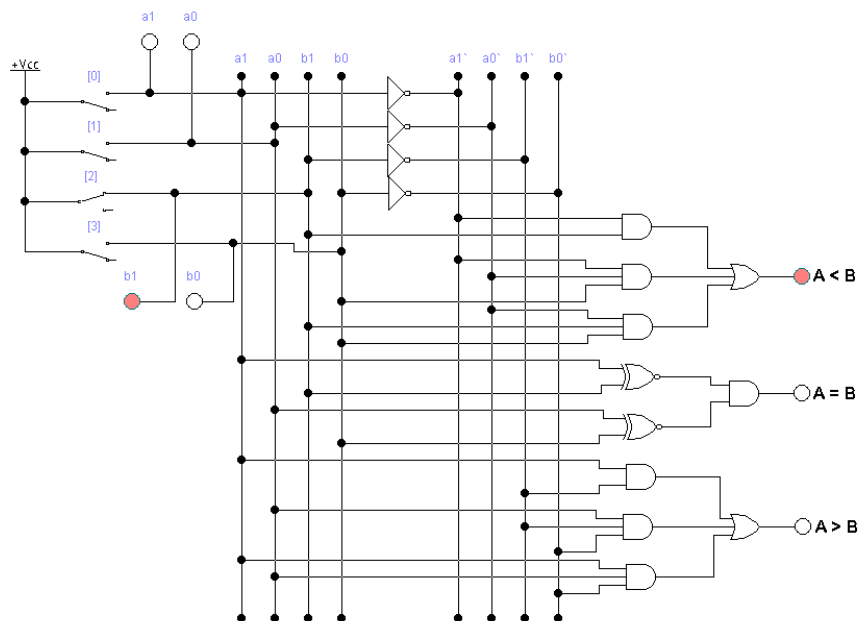 a1 a0
+Vcc
a1 a0 b1 b0 a1` a0` b1` b0`
[0]
[1]
[2]
[3]
b1 b0
A < B
A = B
A > B